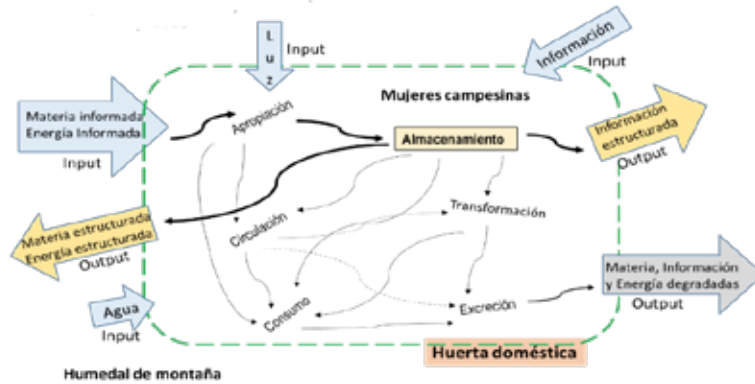 Luz
Input
Información
Input
Materia informada
Energía Informada
Input
Apropiación
Mujeres campesinas
Almacenamiento
Información
estructurada
Output
Materia estructurada
Energía estructurada
Output
Circulación
Transformación
Agua
Input
Consumo
Excreción
Materia, Información
y Energía degradadas
Output
Huerta doméstica
Humedal de montaña